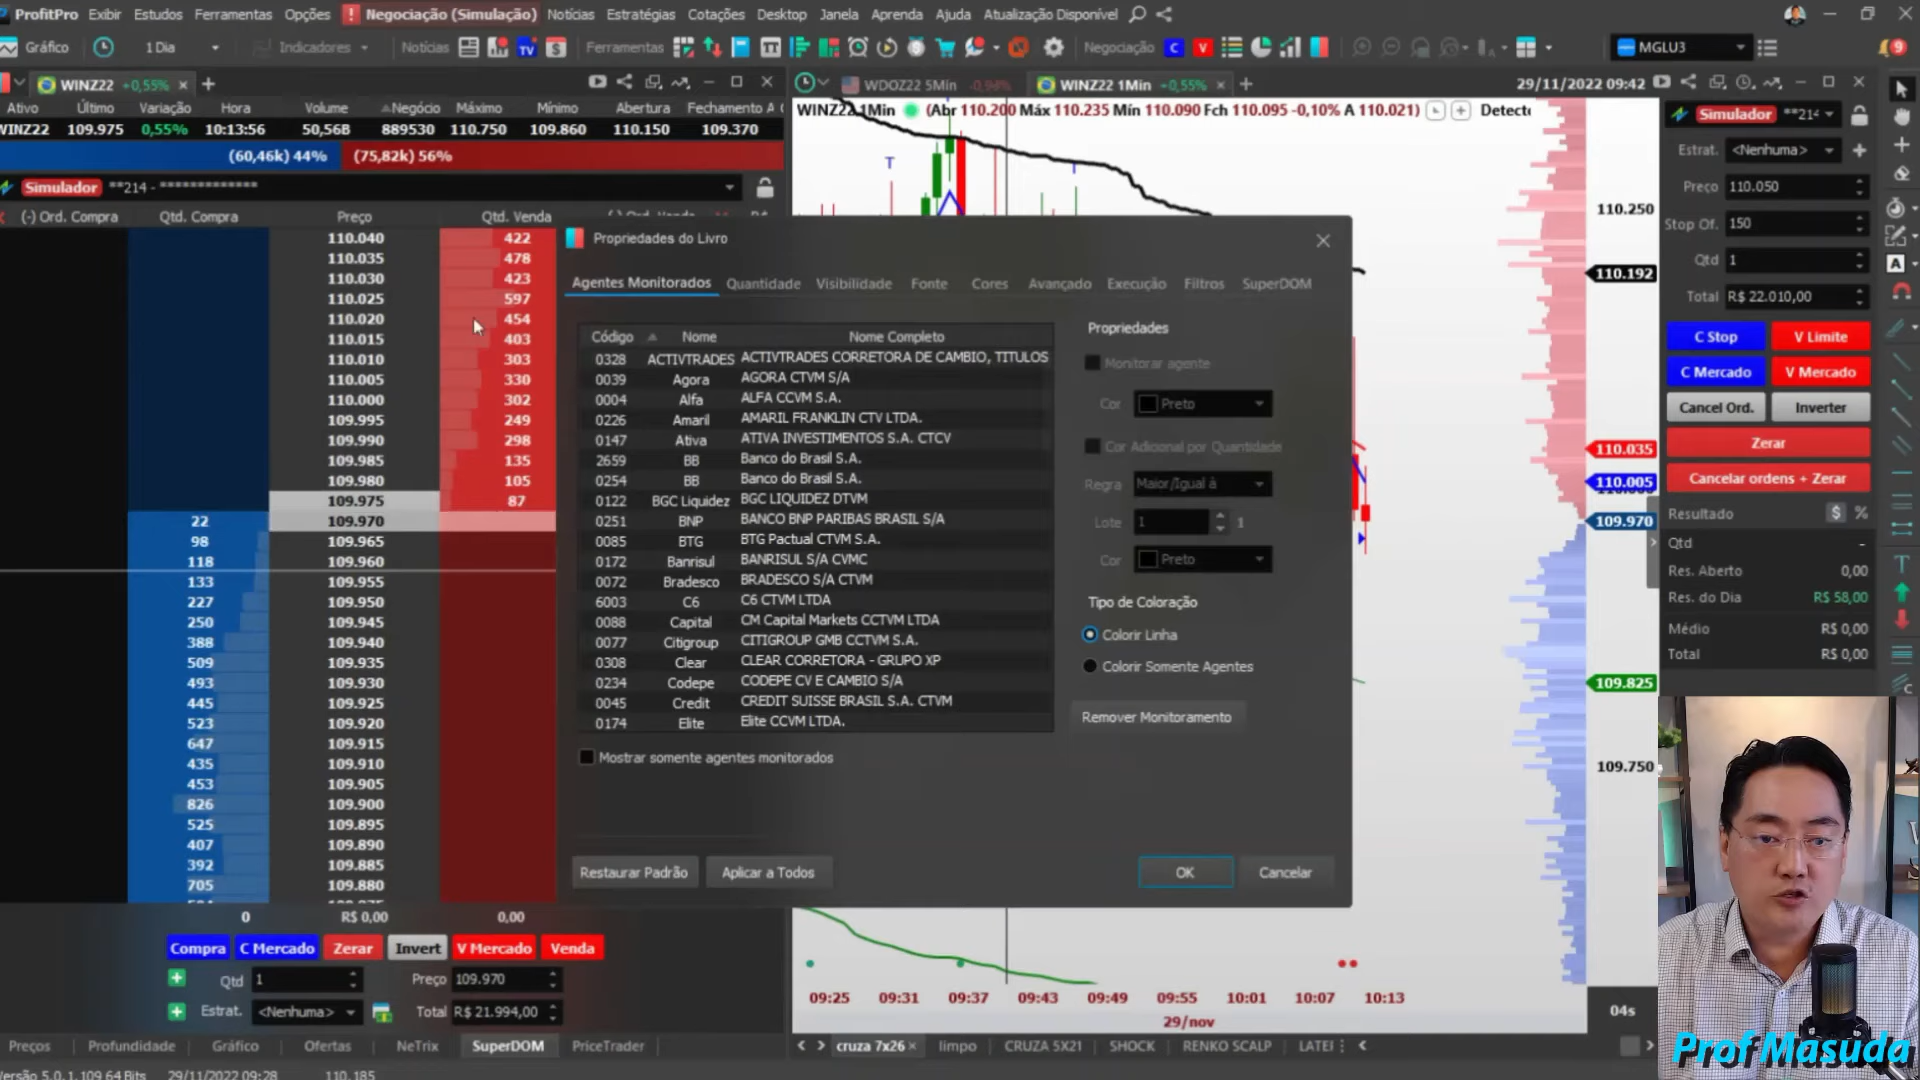 ProfitPro Exibir Estudos Ferramentas Opções ! Negociação (Simulação) Notícias Estratégias Cotações Desktop Janela Aprenda Ajuda Atualização Disponível
Gráfico 1 Dia Indicadores Notícias TV $ Ferramentas Negociação C V MGLU3 9
WINZ22 +0,55% × +
Ativo Último Variação Hora Volume Negócio Máximo Mínimo Abertura Fechamento A
WINZ22 109.975 0,55% 10:13:56 50,56B 889530 110.750 109.860 110.150 109.370
(60,46k) 44% (75,82k) 56%
Simulador **214 - *************
(-) Ord. Compra Qtd. Compra Preço Qtd. Venda
110.040 422
110.035 478
110.030 423
110.025 597
110.020 454
110.015 403
110.010 303
110.005 330
110.000 302
109.995 249
109.990 298
109.985 135
109.980 105
109.975 87
22 109.970
98 109.965
118 109.960
133 109.955
227 109.950
250 109.945
388 109.940
509 109.935
493 109.930
445 109.925
523 109.920
647 109.915
435 109.910
453 109.905
826 109.900
525 109.895
407 109.890
392 109.885
705 109.880
0 R$ 0,00 0,00
Compra C Mercado Zerar Invert V Mercado Venda
Qtd 1 Preço 109.970
Estrat. <Nenhuma> Total R$ 21.994,00
Preços Profundidade Gráfico Ofertas NeTrix SuperDOM PriceTrader
Versão 5.0.1.109 64 Bits 29/11/2022 09:28 110.185
Propriedades do Livro
Agentes Monitorados Quantidade Visibilidade Fonte Cores Avançado Execução Filtros SuperDOM
Código Nome Nome Completo
0328 ACTIVTRADES ACTIVTRADES CORRETORA DE CAMBIO, TITULOS
0039 Agora AGORA CTVM S/A
0004 Alfa ALFA CCVM S.A.
0226 Amaril AMARIL FRANKLIN CTV LTDA.
0147 Ativa ATIVA INVESTIMENTOS S.A. CTCV
2659 BB Banco do Brasil S.A.
0254 BB Banco do Brasil S.A.
0122 BGC Liquidez BGC LIQUIDEZ DTVM
0251 BNP BANCO BNP PARIBAS BRASIL S/A
0085 BTG BTG Pactual CTVM S.A.
0172 Banrisul BANRISUL S/A CVMC
0072 Bradesco BRADESCO S/A CTVM
6003 C6 C6 CTVM LTDA
0088 Capital CM Capital Markets CCTVM LTDA
0077 Citigroup CITIGROUP GMB CCTVM S.A.
0308 Clear CLEAR CORRETORA - GRUPO XP
0234 Codepe CODEPE CV E CAMBIO S/A
0045 Credit CREDIT SUISSE BRASIL S.A. CTVM
0174 Elite Elite CCVM LTDA.
Mostrar somente agentes monitorados
Propriedades
Monitorar agente
Cor Preto
Cor Adicional por Quantidade
Regra Maior/Igual à
Lote 1 1
Cor Preto
Tipo de Coloração
Colorir Linha
Colorir Somente Agentes
Remover Monitoramento
Restaurar Padrão Aplicar a Todos OK Cancelar
WDOZ22 5Min -0,94% WINZ22 1Min +0,55% × + 29/11/2022 09:42
WINZ22 1Min (Abr 110.200 Máx 110.235 Mín 110.090 Fch 110.095 -0,10% A 110.021) Detecto
T
T
110.250
110.192
110.035
110.005
109.970
109.825
109.750
09:25 09:31 09:37 09:43 09:49 09:55 10:01 10:07 10:13
29/nov
04s
cruza 7x26 × limpo CRUZA 5X21 SHOCK RENKO SCALP LATEI
Simulador **214
Estrat. <Nenhuma>
Preço 110.050
Stop Of. 150
Qtd 1
Total R$ 22.010,00
C Stop V Limite
C Mercado V Mercado
Cancel Ord. Inverter
Zerar
Cancelar ordens + Zerar
Resultado $ %
Qtd -
Res. Aberto 0,00
Res. do Dia R$ 58,00
Médio R$ 0,00
Total R$ 0,00
Prof Masuda